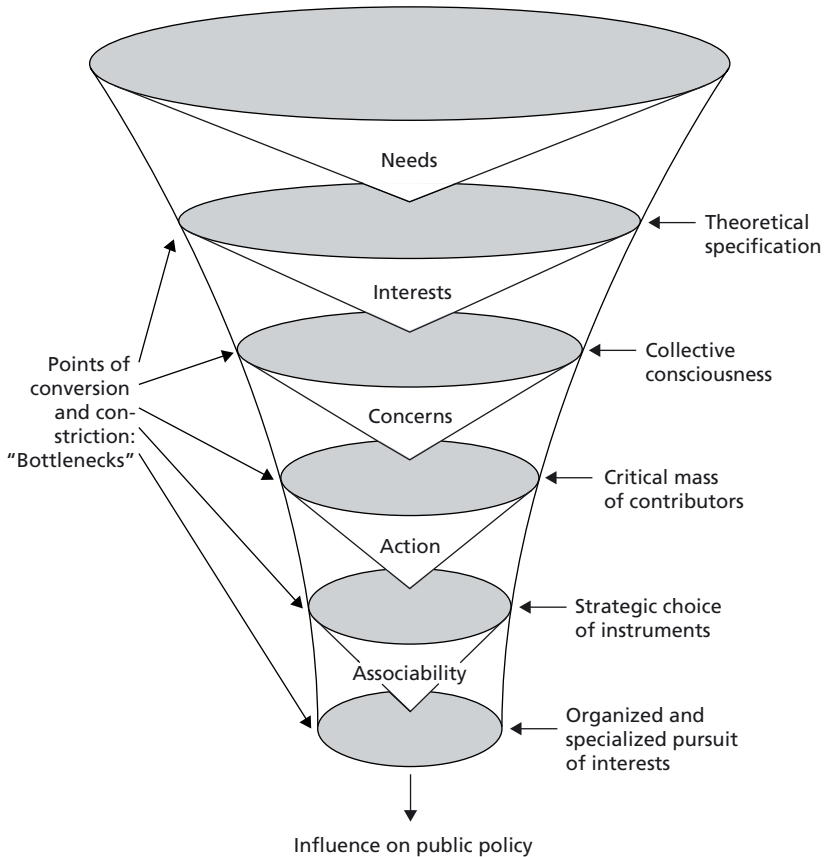 Needs
Theoretical
specification
Interests
Points of
conversion
and con-
striction:
“Bottlenecks”
Collective
consciousness
Concerns
Critical mass
of contributors
Action
Strategic choice
of instruments
Associability
Organized and
specialized pursuit
of interests
Influence on public policy